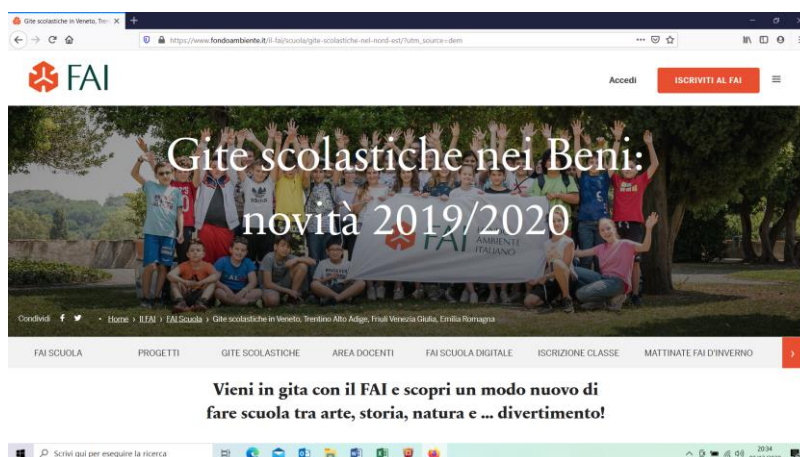 Gite scolastiche in Veneto, Tren
https://www.fondoambiente.it/il-fai/scuola/gite-scolastiche-nel-nord-est/?utm_source=dem
FAI
Accedi
ISCRIVITI AL FAI
Gite scolastiche nei Beni:
novità 2019/2020
FAI
AMBIENTE
ITALIANO
Condividi • Home › Il FAI › FAI Scuola › Gite scolastiche in Veneto, Trentino Alto Adige, Friuli Venezia Giulia, Emilia Romagna
FAI SCUOLA PROGETTI GITE SCOLASTICHE AREA DOCENTI FAI SCUOLA DIGITALE ISCRIZIONE CLASSE MATTINATE FAI D'INVERNO
Vieni in gita con il FAI e scopri un modo nuovo di
fare scuola tra arte, storia, natura e ... divertimento!
Scrivi qui per eseguire la ricerca
20:34